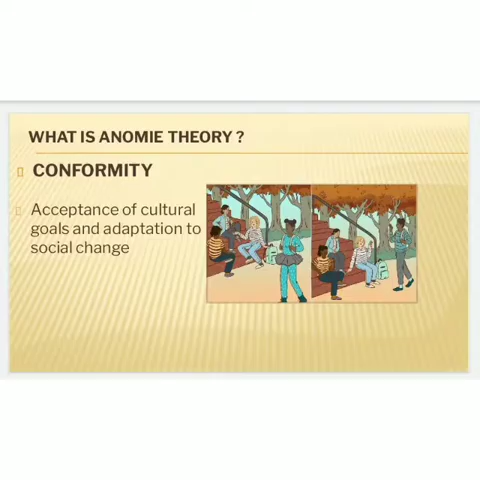 WHAT IS ANOMIE THEORY ?
CONFORMITY
Acceptance of cultural
goals and adaptation to
social change